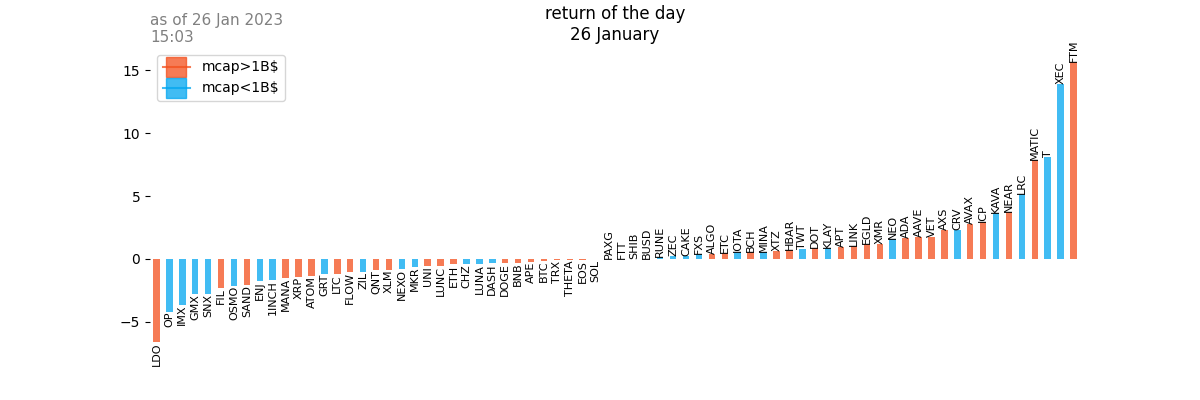 as of 26 Jan 2023
15:03
return of the day
26 January
mcap>1B$
mcap<1B$
15
10
5
0
−5
LDO
OP
IMX
GMX
SNX
FIL
OSMO
SAND
ENJ
1INCH
MANA
XRP
ATOM
GRT
LTC
FLOW
ZIL
QNT
XLM
NEXO
MKR
UNI
LUNC
ETH
CHZ
LUNA
DASH
DOGE
BNB
APE
BTC
TRX
THETA
EOS
SOL
PAXG
FTT
SHIB
BUSD
RUNE
ZEC
CAKE
FXS
ALGO
ETC
IOTA
BCH
MINA
XTZ
HBAR
TWT
DOT
KLAY
APT
LINK
EGLD
XMR
NEO
ADA
AAVE
VET
AXS
CRV
AVAX
ICP
KAVA
NEAR
LRC
MATIC
T
XEC
FTM